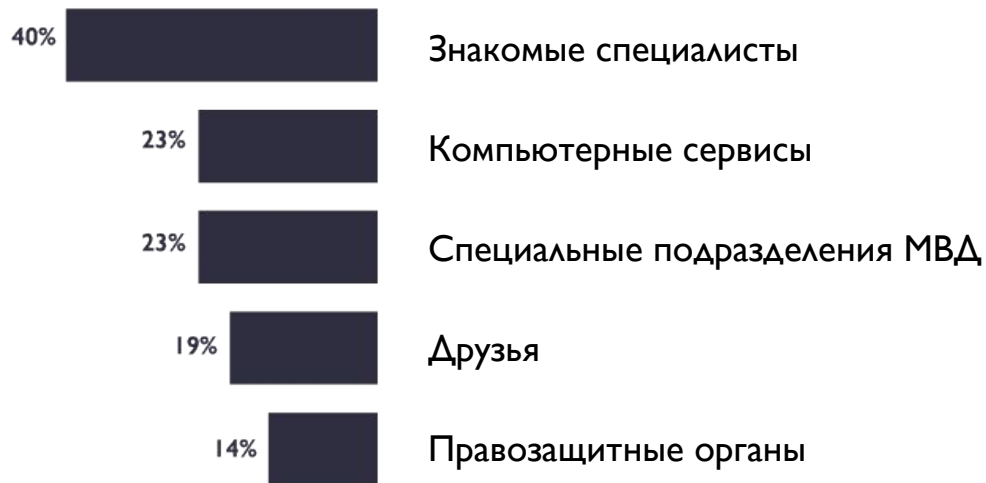 40% Знакомые специалисты
23% Компьютерные сервисы
23% Специальные подразделения МВД
19% Друзья
14% Правозащитные органы